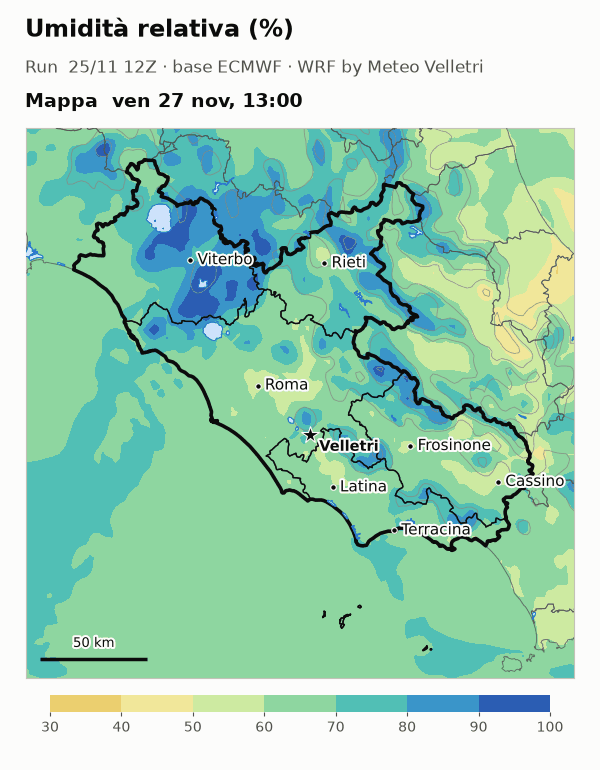 Umidità relativa (%)
Run  25/11 12Z · base ECMWF · WRF by Meteo Velletri
Mappa  ven 27 nov, 13:00
Viterbo
Rieti
Roma
Velletri
Frosinone
Cassino
Latina
Terracina
50 km
30 40 50 60 70 80 90 100